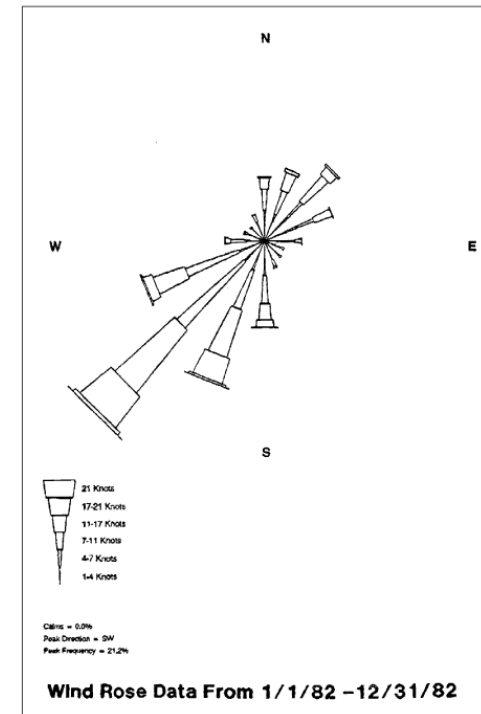 N
W
E
S
21 Knots
17-21 Knots
11-17 Knots
7-11 Knots
4-7 Knots
1-4 Knots
Calms = 0.0%
Peak Direction = SW
Peak Frequency = 21.2%
Wind Rose Data From 1/1/82 -12/31/82